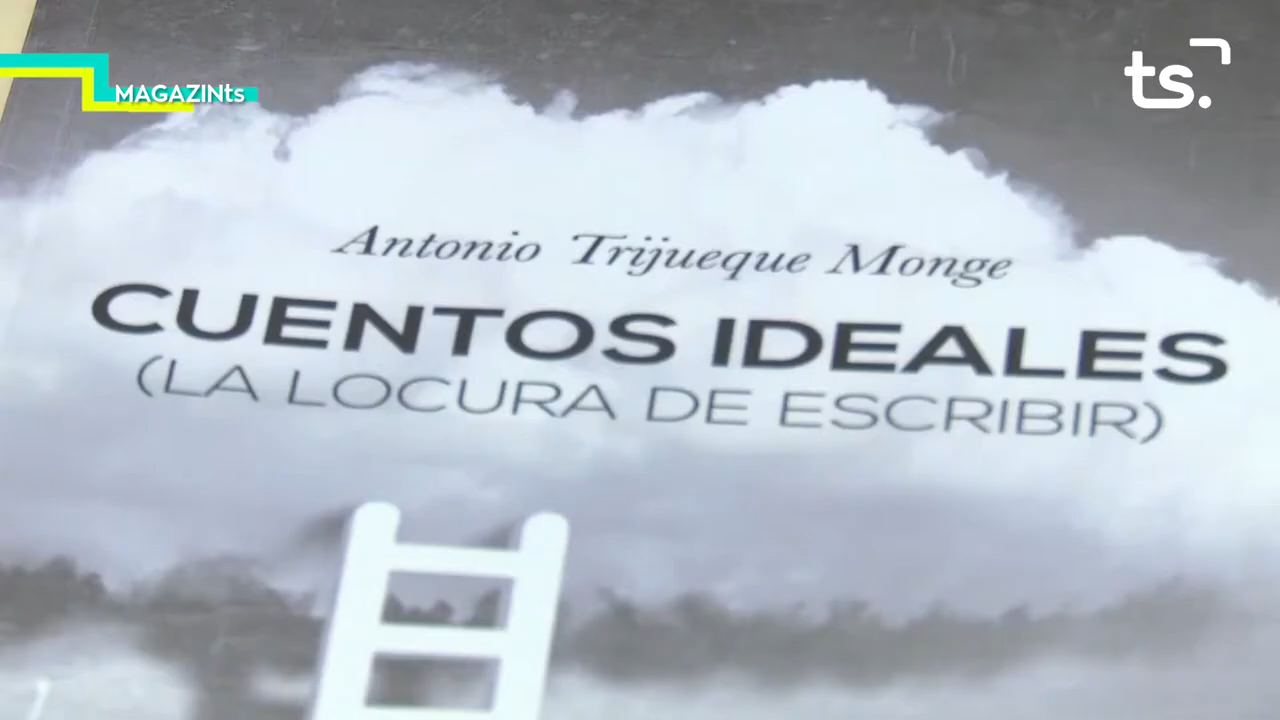 MAGAZINts
ts.
Antonio Trijueque Monge
CUENTOS IDEALES
(LA LOCURA DE ESCRIBIR)